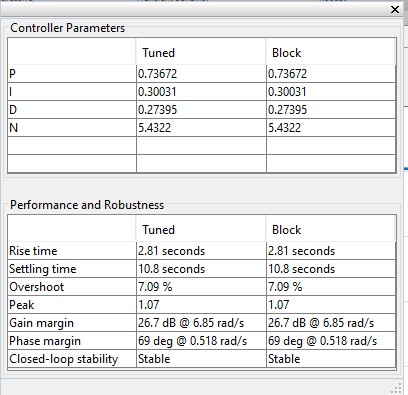 Controller Parameters
Tuned Block
P 0.73672 0.73672
I 0.30031 0.30031
D 0.27395 0.27395
N 5.4322 5.4322
Performance and Robustness
Tuned Block
Rise time 2.81 seconds 2.81 seconds
Settling time 10.8 seconds 10.8 seconds
Overshoot 7.09 % 7.09 %
Peak 1.07 1.07
Gain margin 26.7 dB @ 6.85 rad/s 26.7 dB @ 6.85 rad/s
Phase margin 69 deg @ 0.518 rad/s 69 deg @ 0.518 rad/s
Closed-loop stability Stable Stable